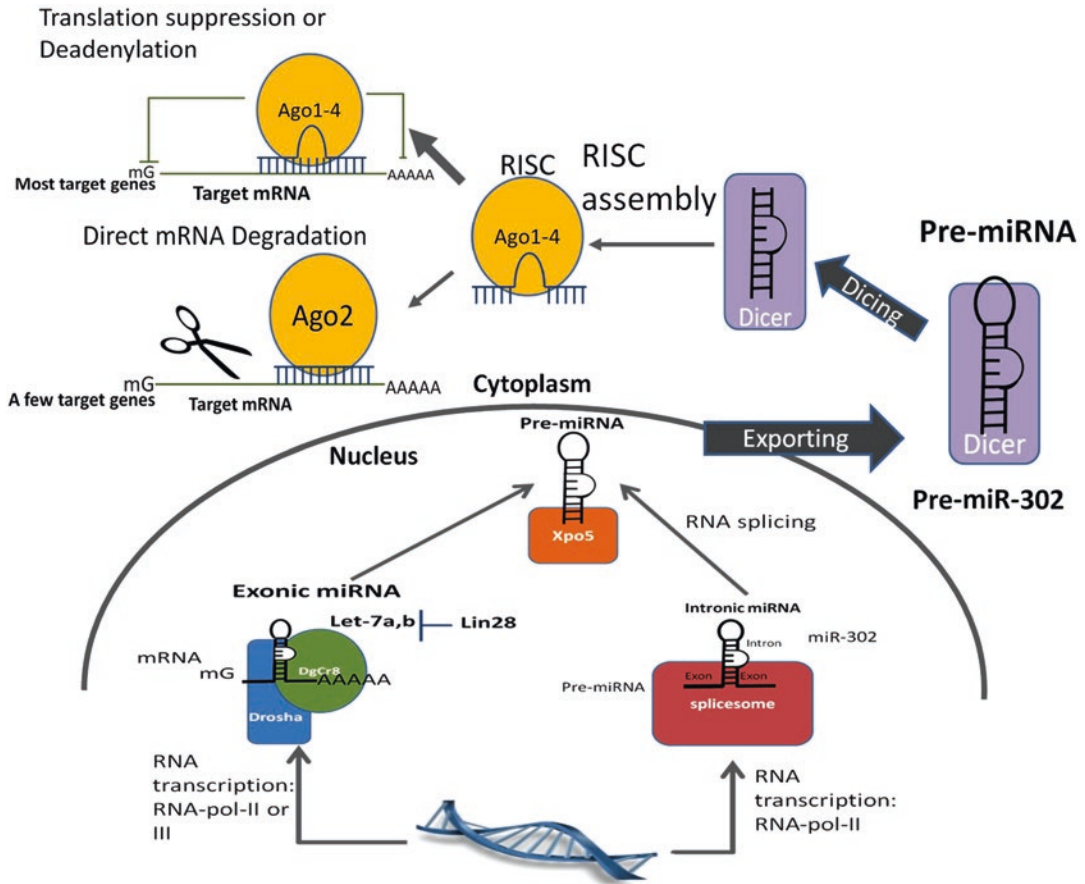 Translation suppression or
Deadenylation
Ago1-4
mG
AAAAA
Most target genes
Target mRNA
RISC
RISC
assembly
Ago1-4
Dicer
Pre-miRNA
Dicing
Dicer
Pre-miR-302
Direct mRNA Degradation
Ago2
mG
AAAAA
A few target genes
Target mRNA
Cytoplasm
Nucleus
Pre-miRNA
Xpo5
Exporting
RNA splicing
Exonic miRNA
Let-7a,b
Lin28
mRNA
mG
DgCr8
AAAAA
Drosha
Intronic miRNA
Intron
miR-302
Pre-miRNA
Exon
Exon
splicesome
RNA
transcription:
RNA-pol-II or
III
RNA
transcription:
RNA-pol-II